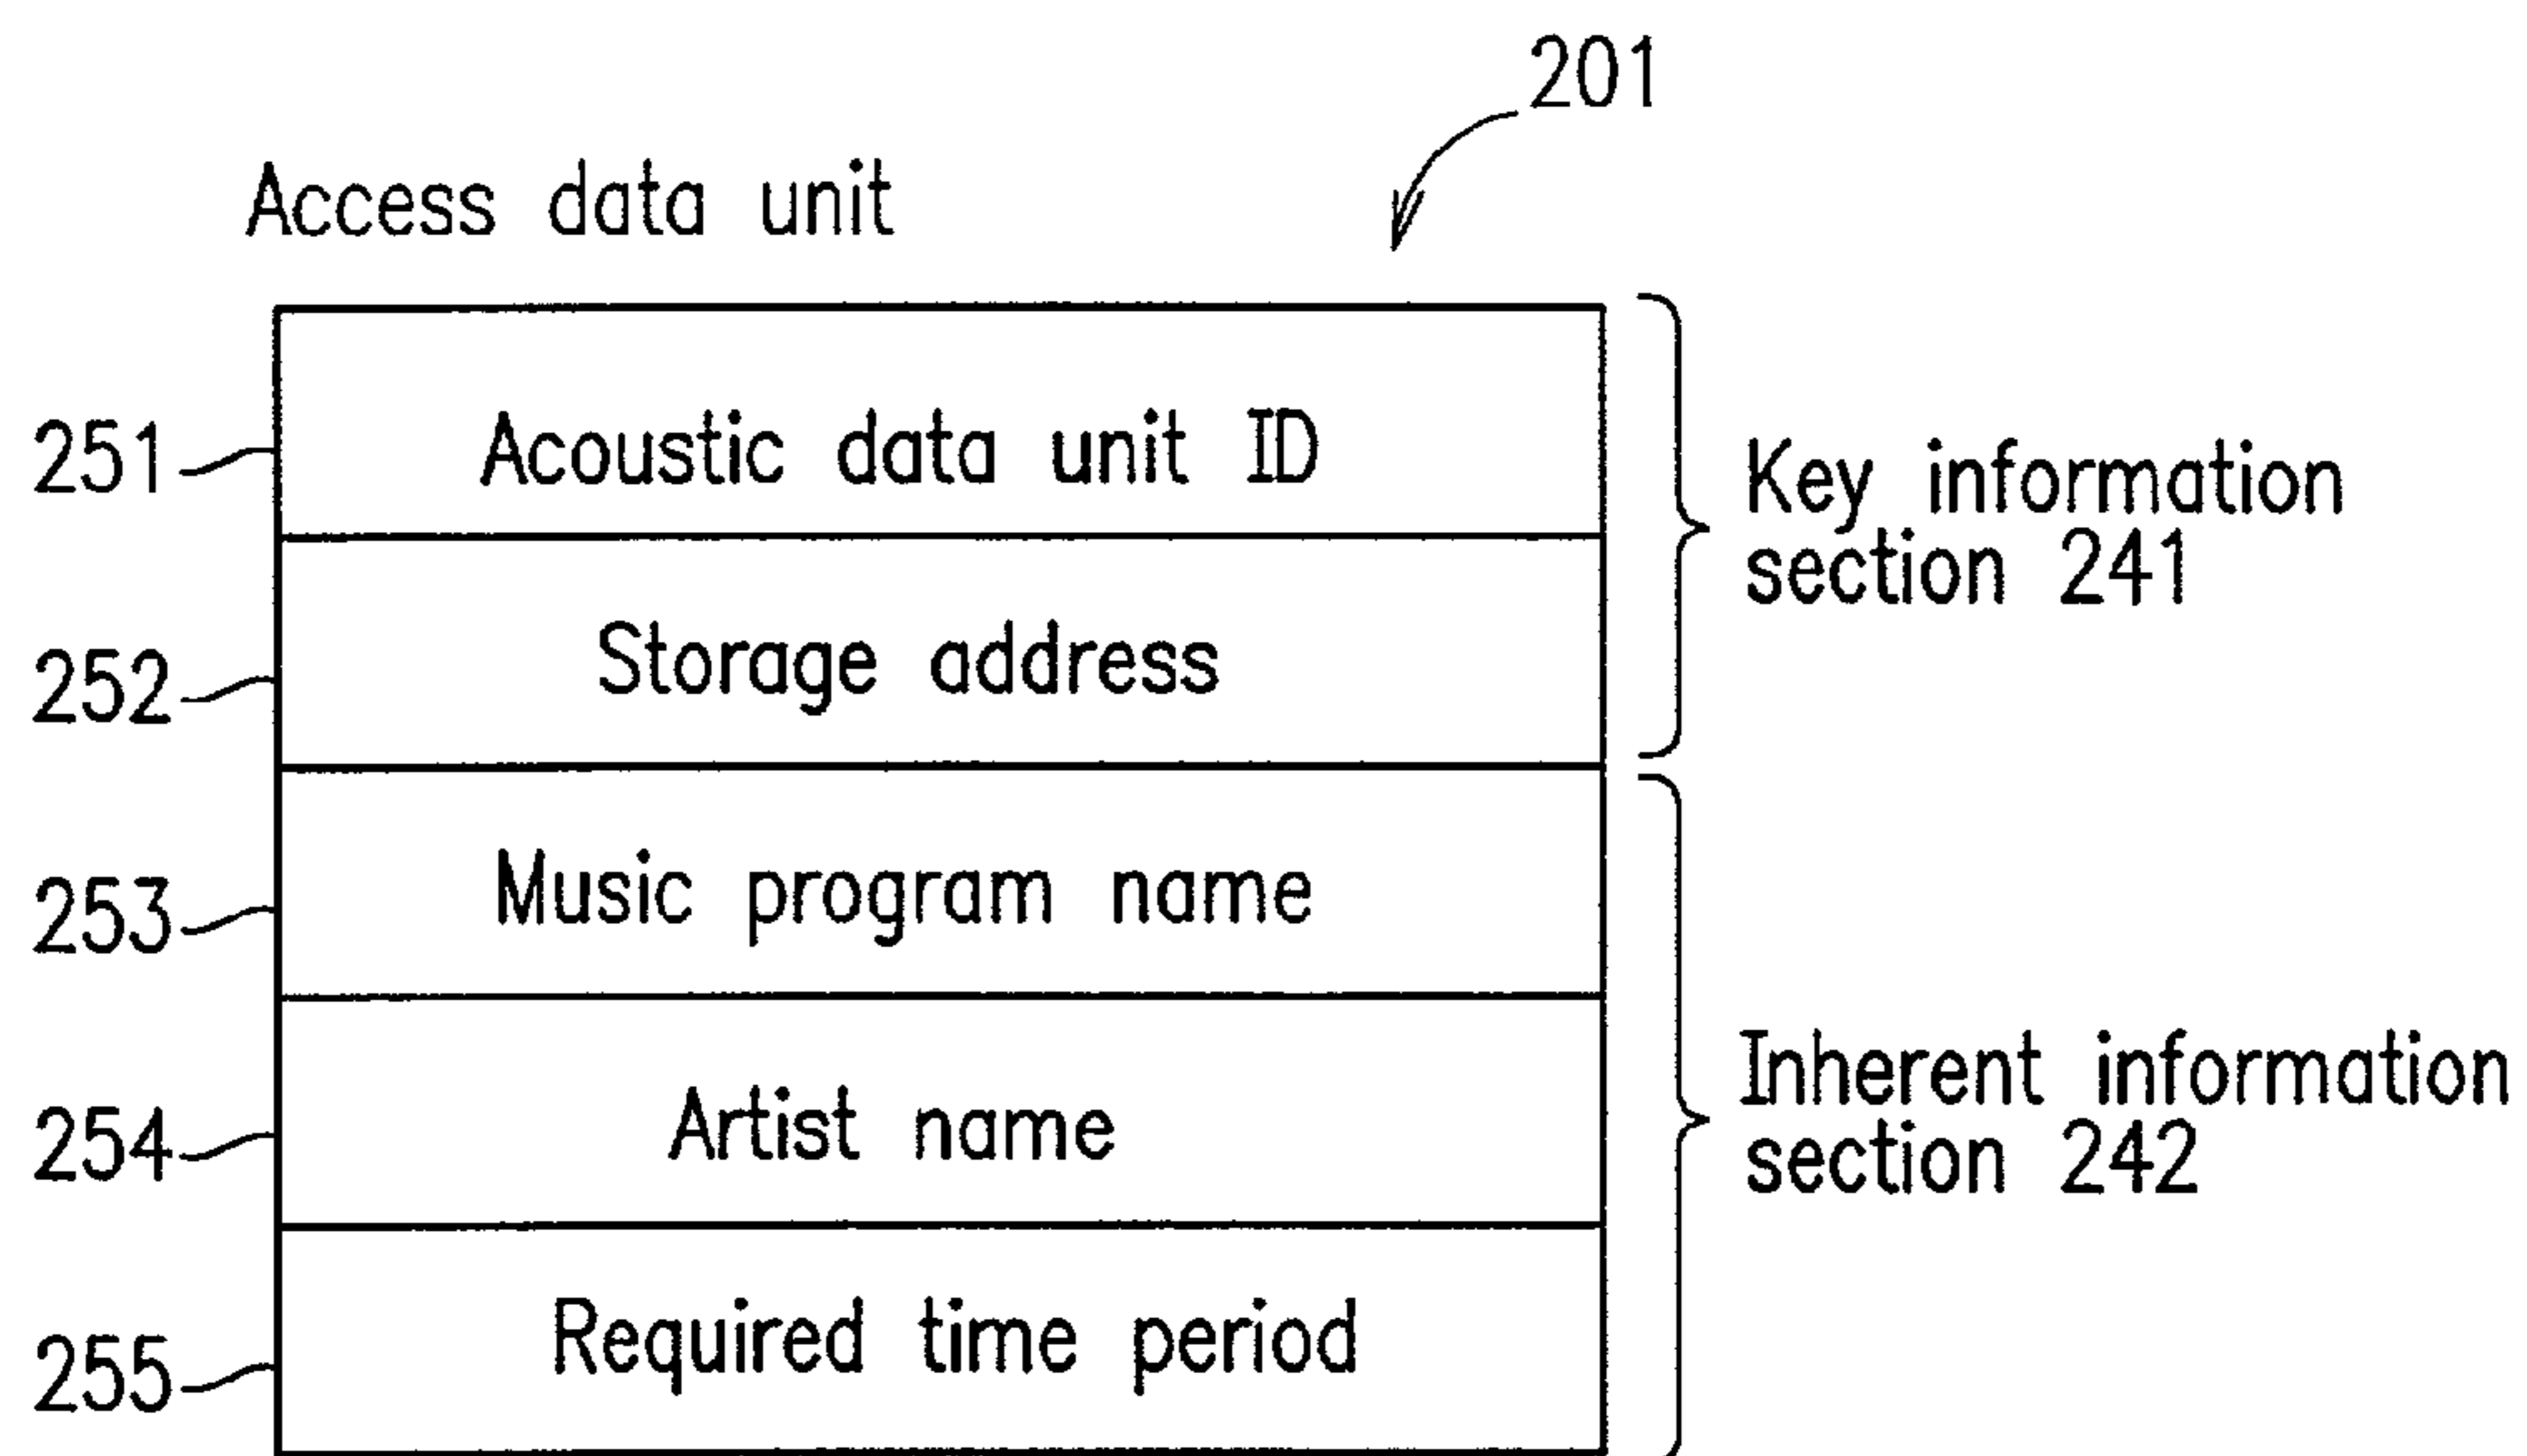 201
Access data unit
251 Acoustic data unit ID
Key information
section 241
252 Storage address
253 Music program name
254 Artist name
Inherent information
section 242
255 Required time period